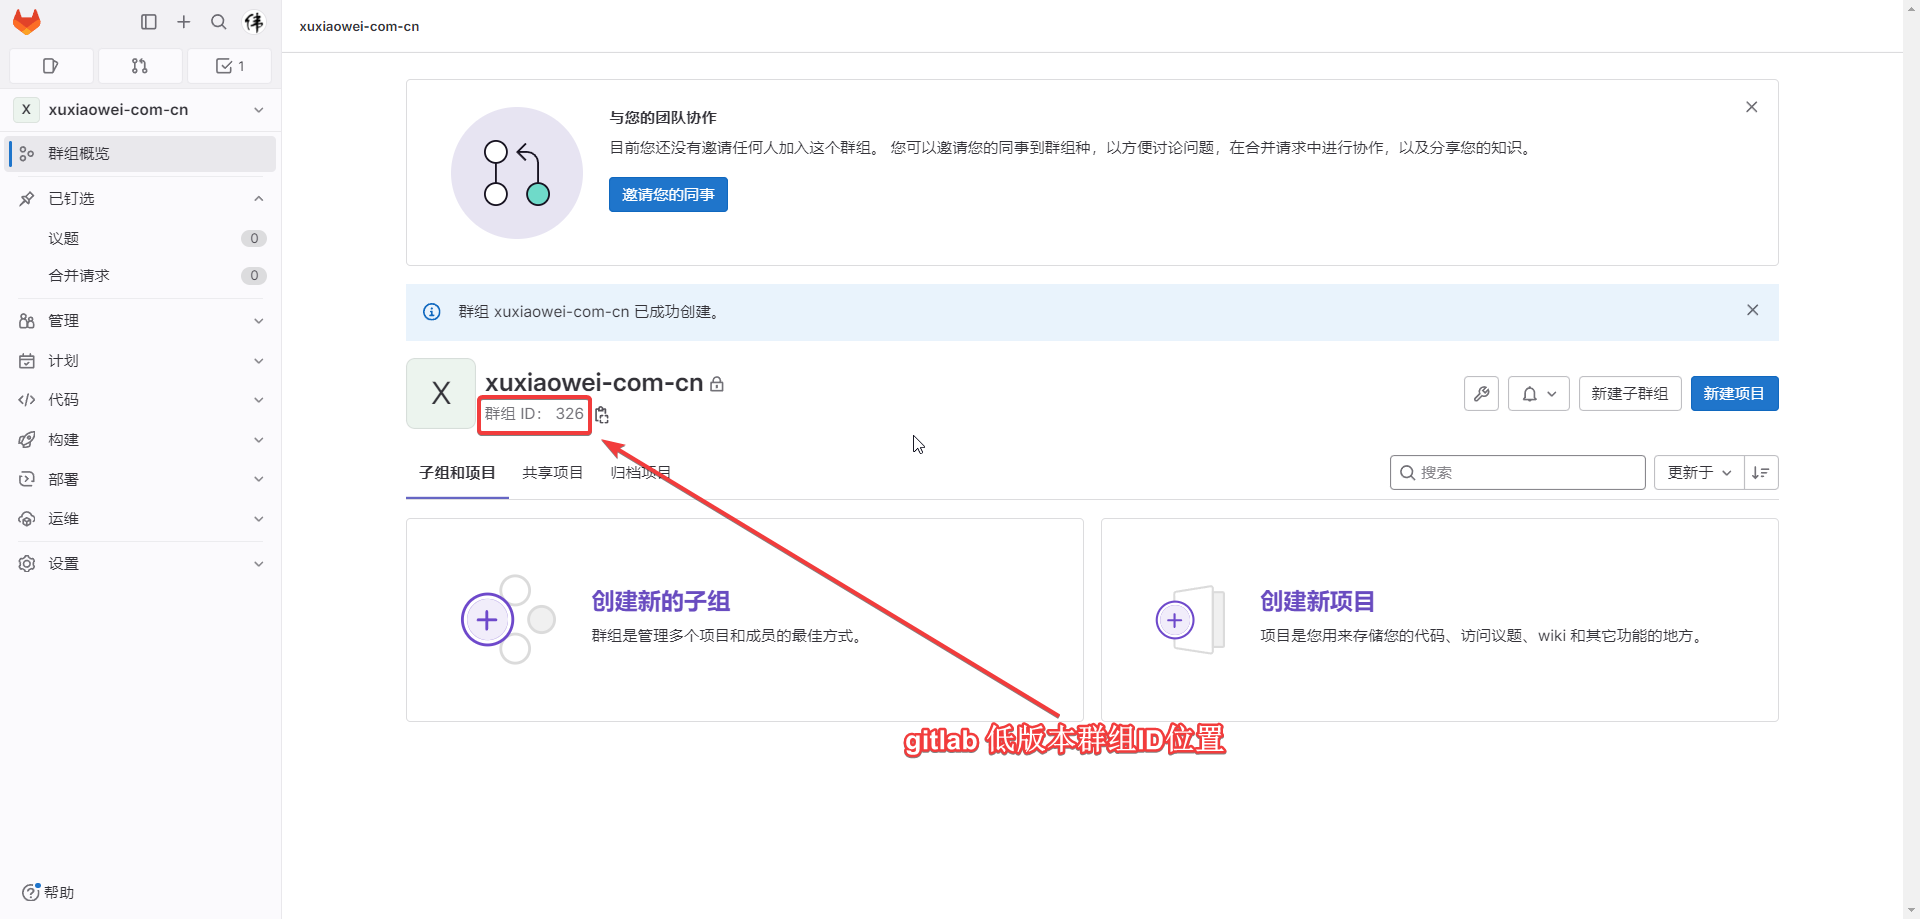 伟
xuxiaowei-com-cn
1
X xuxiaowei-com-cn
群组概览
已钉选
议题 0
合并请求 0
管理
计划
代码
构建
部署
运维
设置
帮助
与您的团队协作
目前您还没有邀请任何人加入这个群组。 您可以邀请您的同事到群组种，以方便讨论问题，在合并请求中进行协作，以及分享您的知识。
邀请您的同事
群组 xuxiaowei-com-cn 已成功创建。
X
xuxiaowei-com-cn
群组 ID： 326
新建子群组
新建项目
子组和项目 共享项目 归档项目
搜索
更新于
创建新的子组
群组是管理多个项目和成员的最佳方式。
创建新项目
项目是您用来存储您的代码、访问议题、wiki 和其它功能的地方。
gitlab 低版本群组ID位置